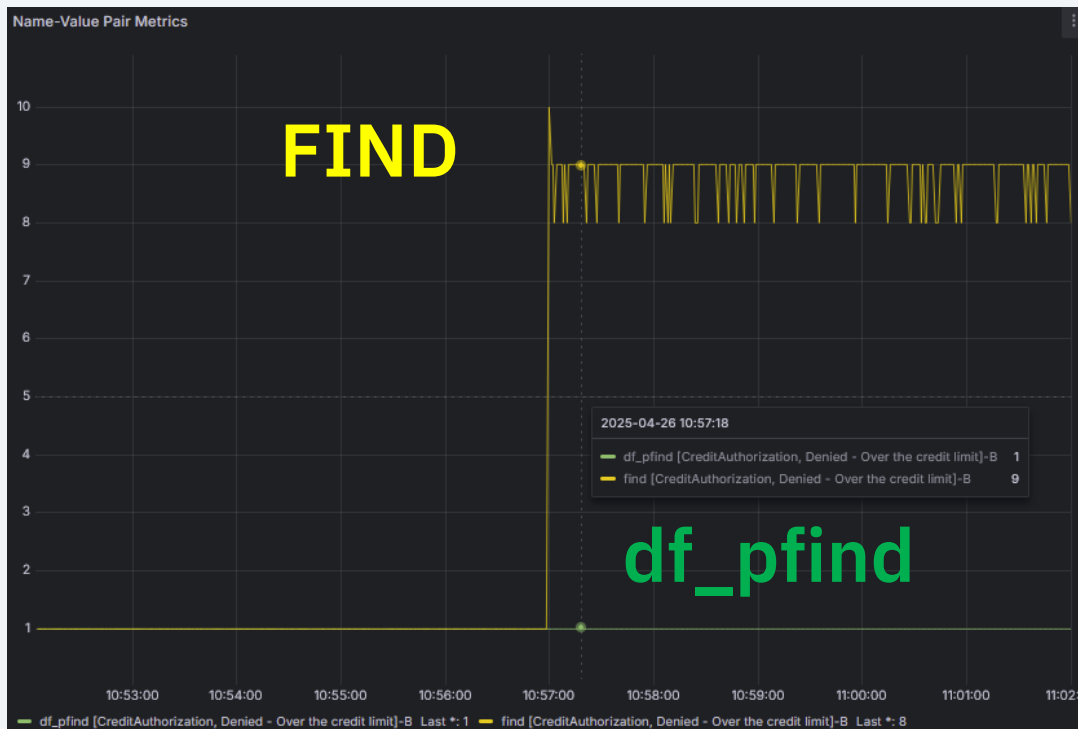 Name-Value Pair Metrics
10
FIND
9
8
7
6
5
2025-04-26 10:57:18
df_pfind [CreditAuthorization, Denied - Over the credit limit]-B 1
4
find [CreditAuthorization, Denied - Over the credit limit]-B 9
3
df_pfind
2
1
10:53:00 10:54:00 10:55:00 10:56:00 10:57:00 10:58:00 10:59:00 11:00:00 11:01:00 11:02:
df_pfind [CreditAuthorization, Denied - Over the credit limit]-B Last *: 1 find [CreditAuthorization, Denied - Over the credit limit]-B Last *: 8